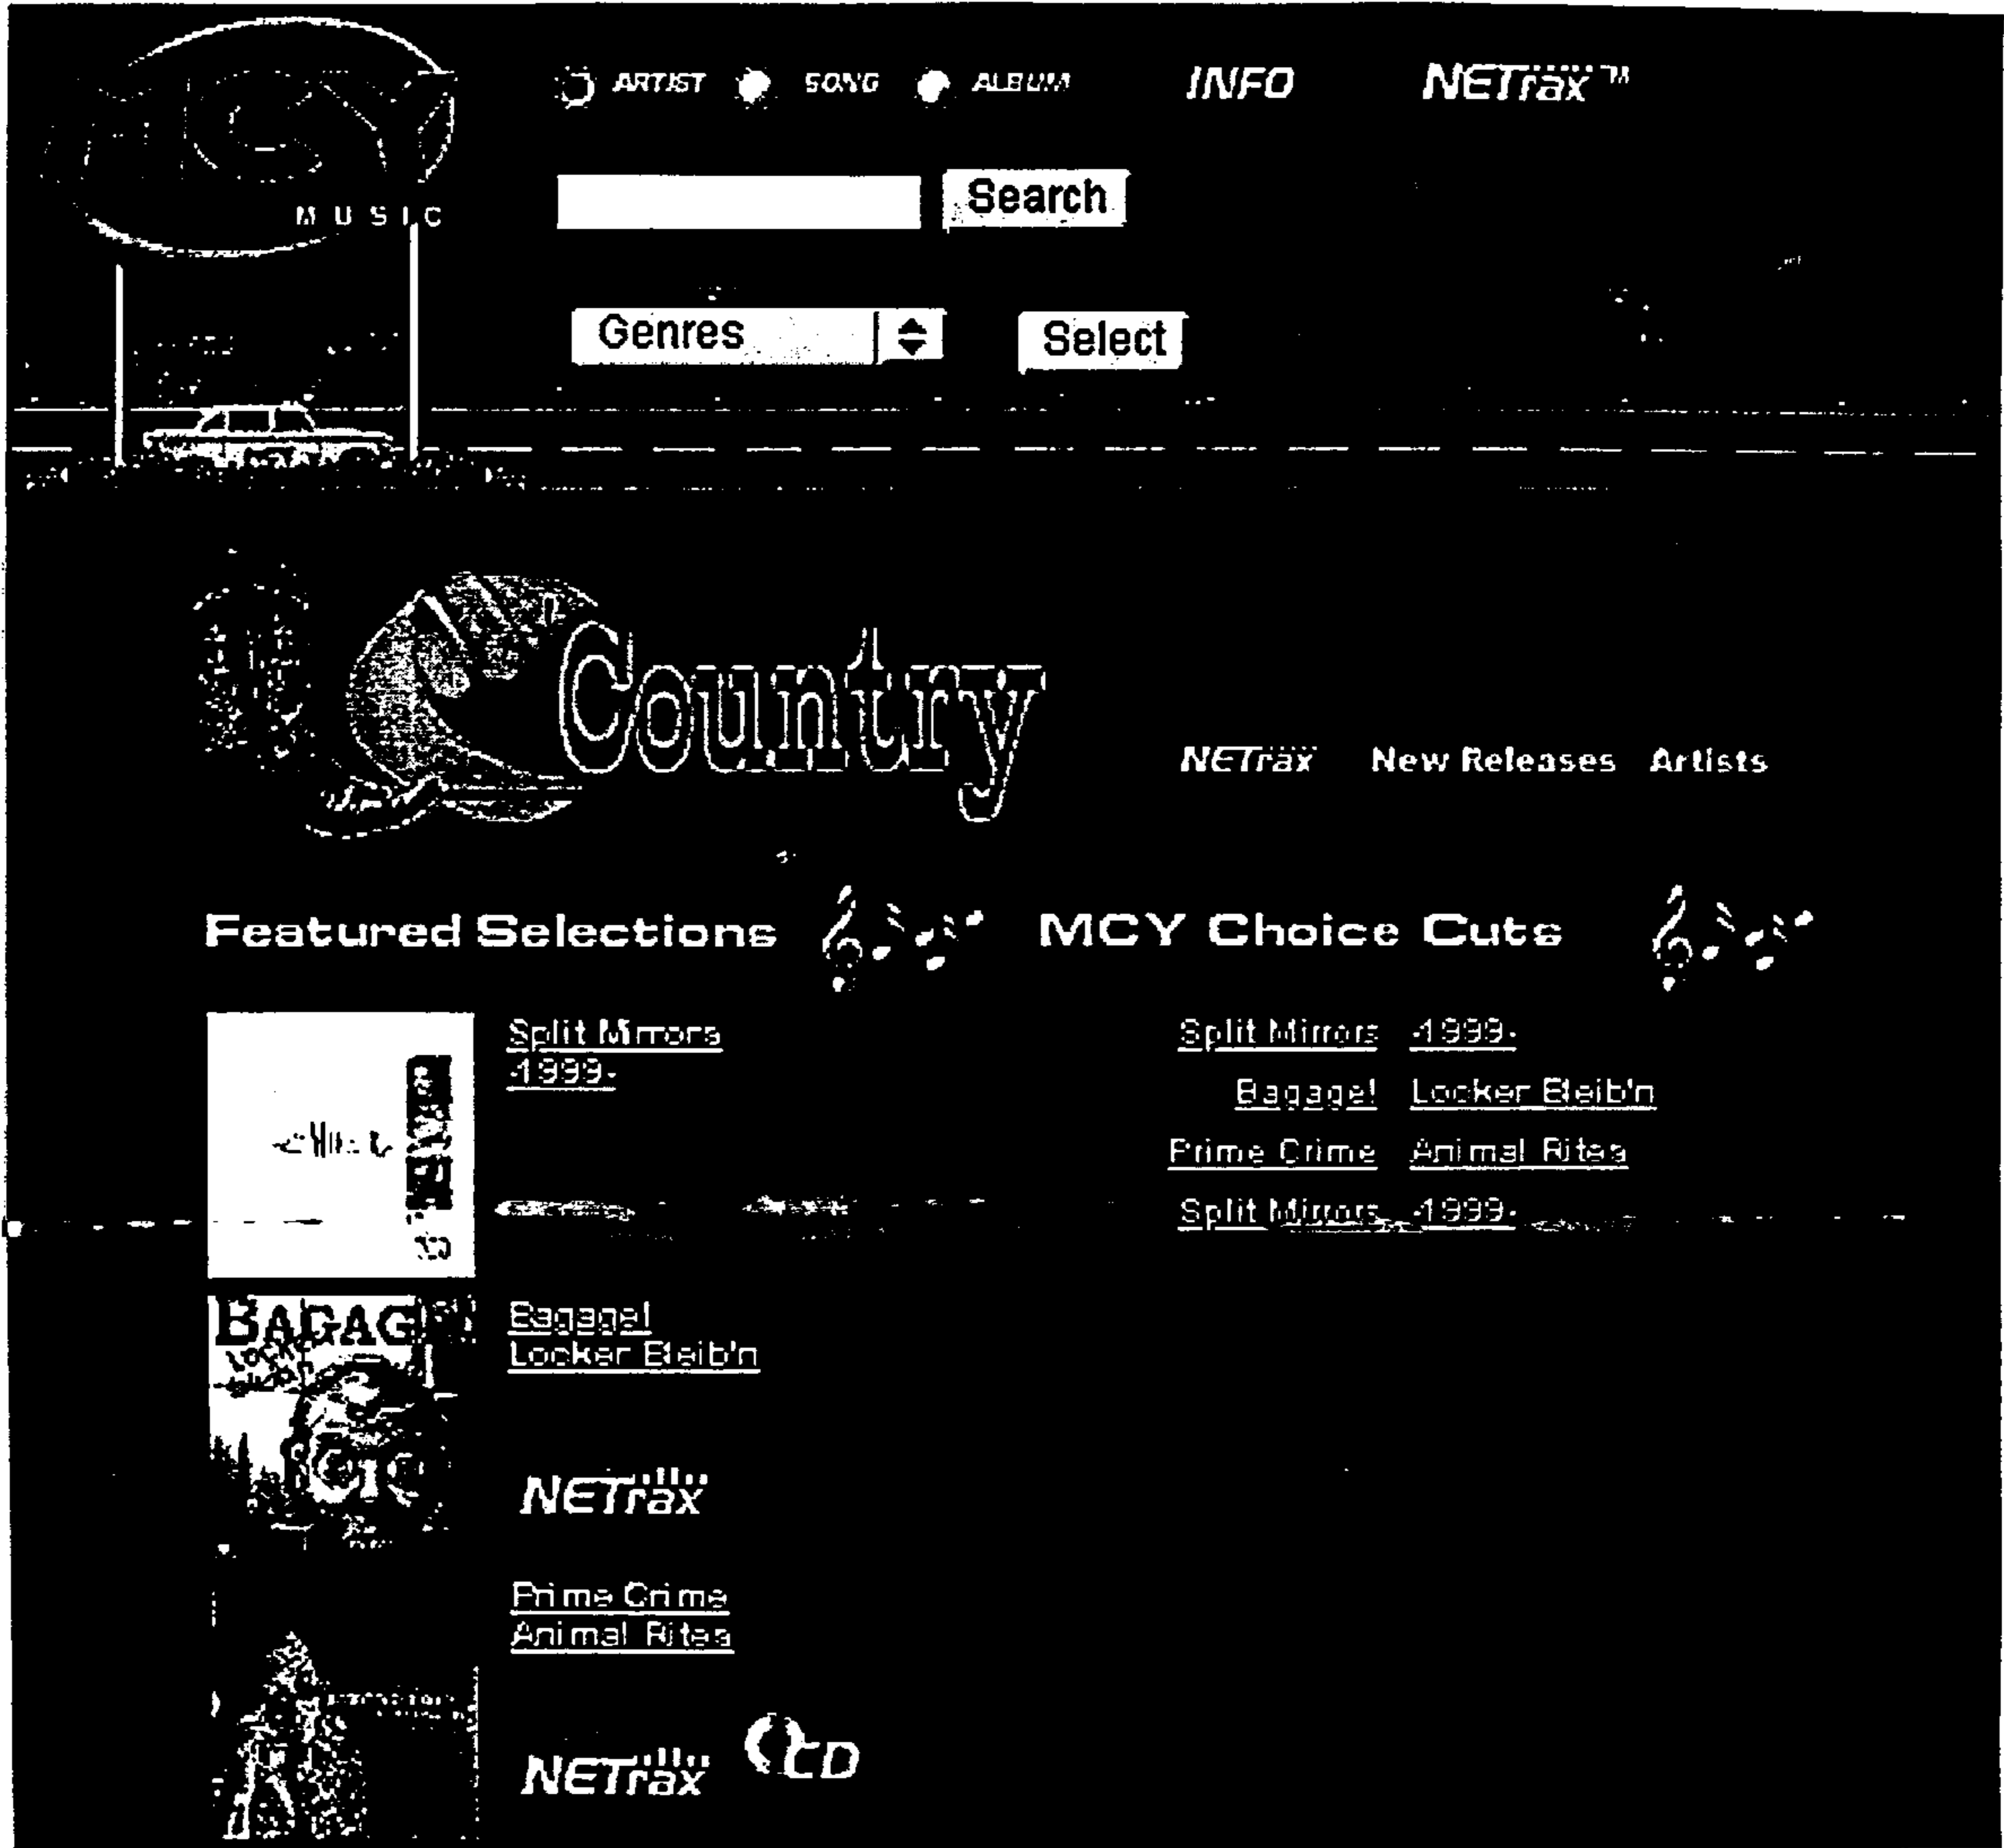 ARTIST SONG ALBUM INFO NETrax™
MUSIC
Search
Genres Select
Country
NETrax New Releases Artists
Featured Selections MCY Choice Cuts
Split Mirrors
-1999-
Split Mirrors -1999-
Bagage! Locker Bleib'n
Prime Crime Animal Rites
Split Mirrors -1999-
BAGAG
Bagage!
Locker Bleib'n
NETrax
Prime Crime
Animal Rites
NETrax CD